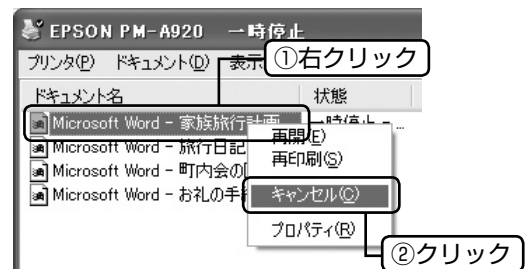 EPSON PM-A920 一時停止
プリンタ(P) ドキュメント(D) 表示
①右クリック
ドキュメント名 状態
Microsoft Word - 家族旅行計画 一時停止 - ...
Microsoft Word - 旅行日記
Microsoft Word - 町内会の
Microsoft Word - お礼の手紙
再開(E)
再印刷(S)
キャンセル(C)
プロパティ(R)
②クリック